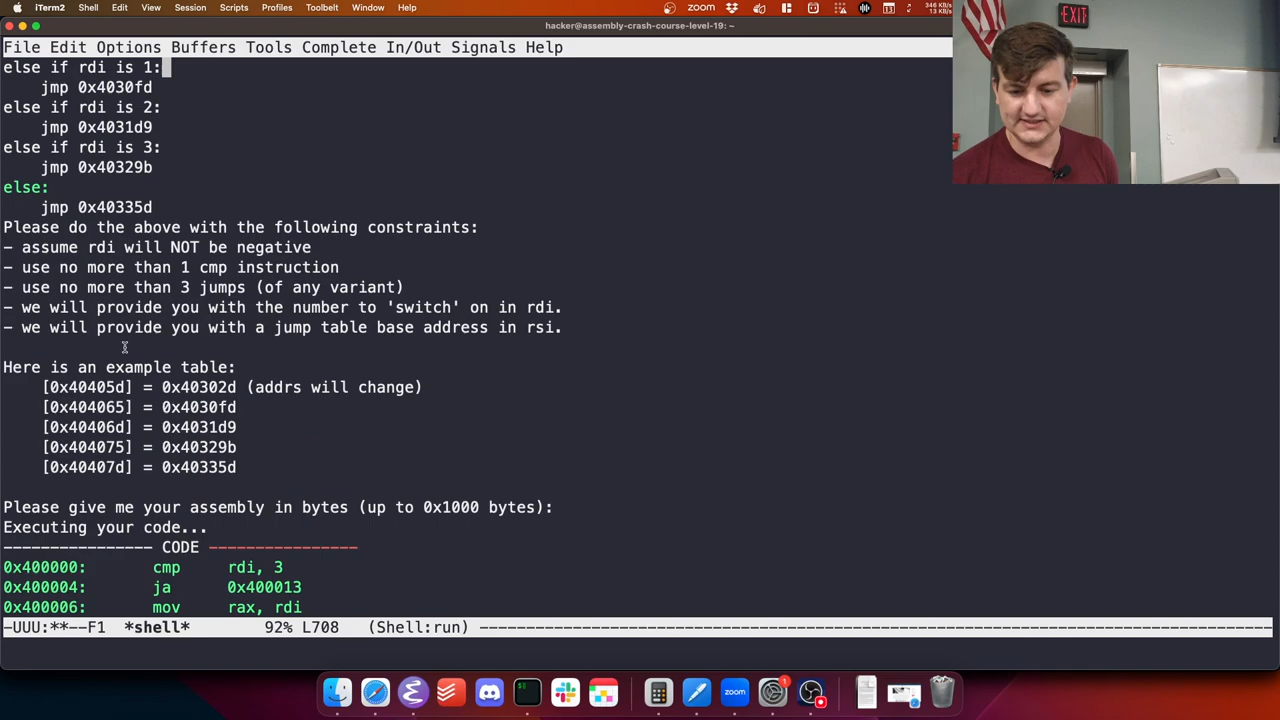 iTerm2 Shell Edit View Session Scripts Profiles Toolbelt Window Help
zoom
13
346 KB/s
13 KB/s
hacker@assembly-crash-course-level-19: ~
File Edit Options Buffers Tools Complete In/Out Signals Help
EXIT
else if rdi is 1:
jmp 0x4030fd
else if rdi is 2:
jmp 0x4031d9
else if rdi is 3:
jmp 0x40329b
else:
jmp 0x40335d
Please do the above with the following constraints:
- assume rdi will NOT be negative
- use no more than 1 cmp instruction
- use no more than 3 jumps (of any variant)
- we will provide you with the number to 'switch' on in rdi.
- we will provide you with a jump table base address in rsi.
Here is an example table:
[0x40405d] = 0x40302d (addrs will change)
[0x404065] = 0x4030fd
[0x40406d] = 0x4031d9
[0x404075] = 0x40329b
[0x40407d] = 0x40335d
Please give me your assembly in bytes (up to 0x1000 bytes):
Executing your code...
---------------- CODE ----------------
0x400000: cmp rdi, 3
0x400004: ja 0x400013
0x400006: mov rax, rdi
-UUU:**--F1 *shell* 92% L708 (Shell:run) ----------------------------------------------------------------
zoom
1